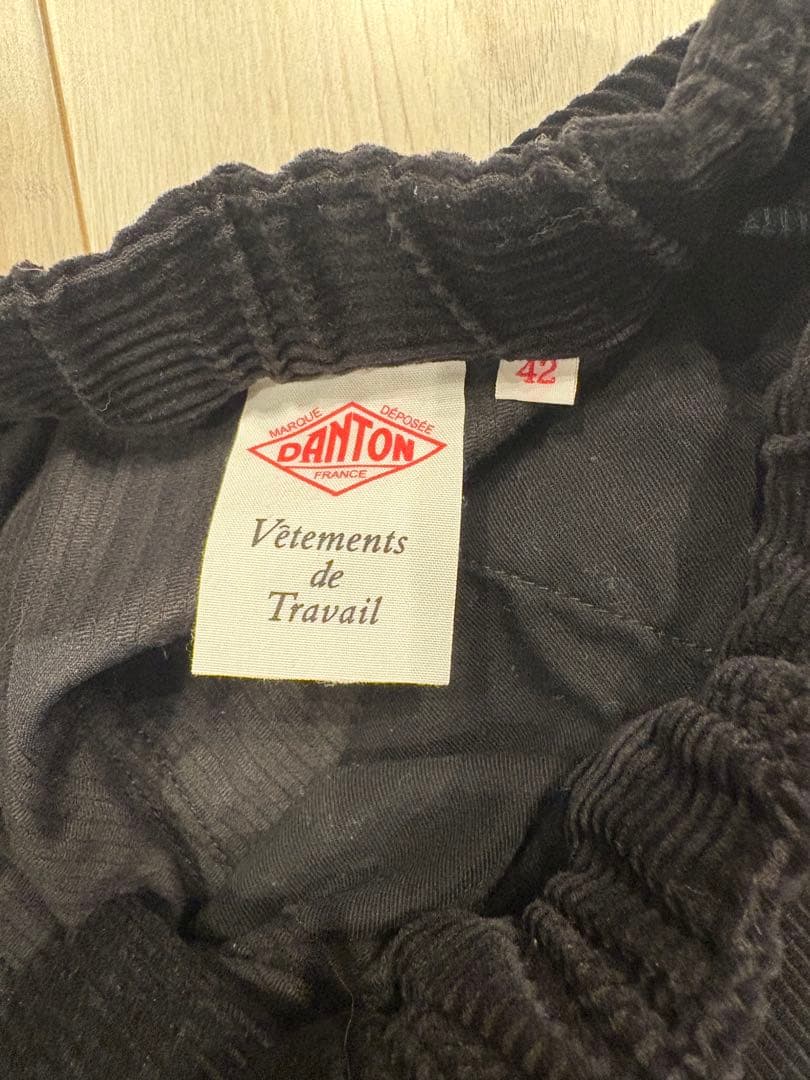 MARQUE DÉPOSÉE
DANTON
FRANCE
Vêtements
de
Travail
42